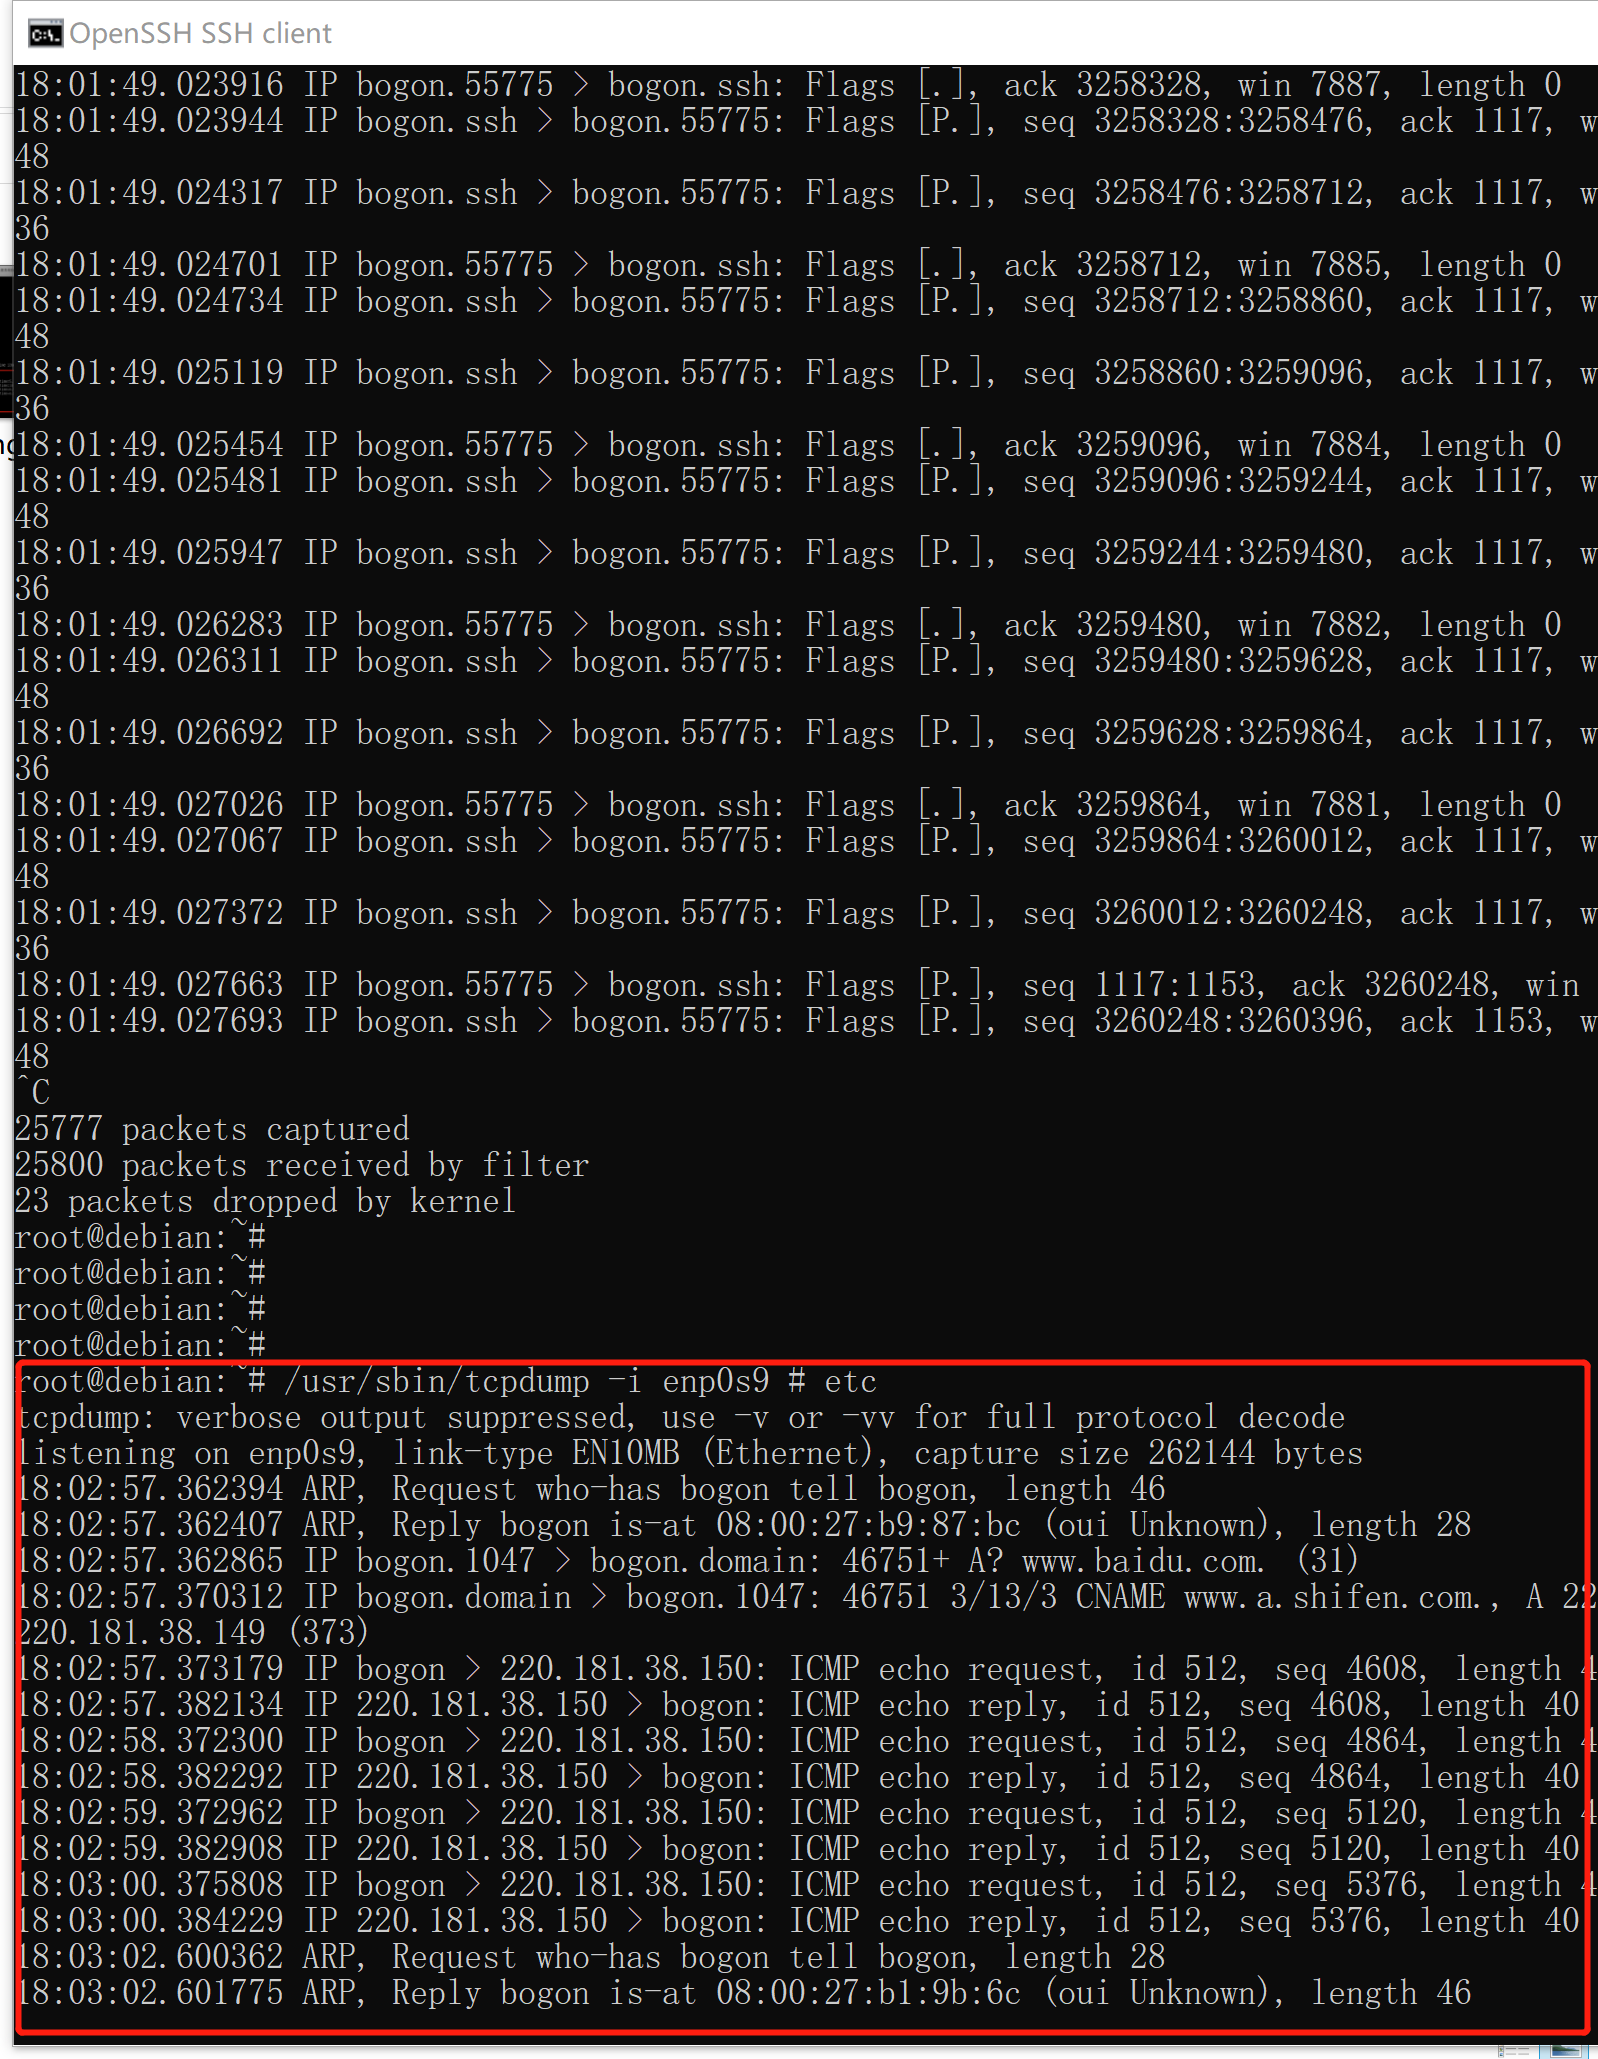 OpenSSH SSH client
18:01:49.023916 IP bogon.55775 > bogon.ssh: Flags [.], ack 3258328, win 7887, length 0
18:01:49.023944 IP bogon.ssh > bogon.55775: Flags [P.], seq 3258328:3258476, ack 1117, w
48
18:01:49.024317 IP bogon.ssh > bogon.55775: Flags [P.], seq 3258476:3258712, ack 1117, w
36
18:01:49.024701 IP bogon.55775 > bogon.ssh: Flags [.], ack 3258712, win 7885, length 0
18:01:49.024734 IP bogon.ssh > bogon.55775: Flags [P.], seq 3258712:3258860, ack 1117, w
48
18:01:49.025119 IP bogon.ssh > bogon.55775: Flags [P.], seq 3258860:3259096, ack 1117, w
36
18:01:49.025454 IP bogon.55775 > bogon.ssh: Flags [.], ack 3259096, win 7884, length 0
18:01:49.025481 IP bogon.ssh > bogon.55775: Flags [P.], seq 3259096:3259244, ack 1117, w
48
18:01:49.025947 IP bogon.ssh > bogon.55775: Flags [P.], seq 3259244:3259480, ack 1117, w
36
18:01:49.026283 IP bogon.55775 > bogon.ssh: Flags [.], ack 3259480, win 7882, length 0
18:01:49.026311 IP bogon.ssh > bogon.55775: Flags [P.], seq 3259480:3259628, ack 1117, w
48
18:01:49.026692 IP bogon.ssh > bogon.55775: Flags [P.], seq 3259628:3259864, ack 1117, w
36
18:01:49.027026 IP bogon.55775 > bogon.ssh: Flags [.], ack 3259864, win 7881, length 0
18:01:49.027067 IP bogon.ssh > bogon.55775: Flags [P.], seq 3259864:3260012, ack 1117, w
48
18:01:49.027372 IP bogon.ssh > bogon.55775: Flags [P.], seq 3260012:3260248, ack 1117, w
36
18:01:49.027663 IP bogon.55775 > bogon.ssh: Flags [P.], seq 1117:1153, ack 3260248, win
18:01:49.027693 IP bogon.ssh > bogon.55775: Flags [P.], seq 3260248:3260396, ack 1153, w
48
^C
25777 packets captured
25800 packets received by filter
23 packets dropped by kernel
root@debian:~#
root@debian:~#
root@debian:~#
root@debian:~#
root@debian:~# /usr/sbin/tcpdump -i enp0s9 # etc
tcpdump: verbose output suppressed, use -v or -vv for full protocol decode
listening on enp0s9, link-type EN10MB (Ethernet), capture size 262144 bytes
18:02:57.362394 ARP, Request who-has bogon tell bogon, length 46
18:02:57.362407 ARP, Reply bogon is-at 08:00:27:b9:87:bc (oui Unknown), length 28
18:02:57.362865 IP bogon.1047 > bogon.domain: 46751+ A? www.baidu.com. (31)
18:02:57.370312 IP bogon.domain > bogon.1047: 46751 3/13/3 CNAME www.a.shifen.com., A 22
220.181.38.149 (373)
18:02:57.373179 IP bogon > 220.181.38.150: ICMP echo request, id 512, seq 4608, length 4
18:02:57.382134 IP 220.181.38.150 > bogon: ICMP echo reply, id 512, seq 4608, length 40
18:02:58.372300 IP bogon > 220.181.38.150: ICMP echo request, id 512, seq 4864, length 4
18:02:58.382292 IP 220.181.38.150 > bogon: ICMP echo reply, id 512, seq 4864, length 40
18:02:59.372962 IP bogon > 220.181.38.150: ICMP echo request, id 512, seq 5120, length 4
18:02:59.382908 IP 220.181.38.150 > bogon: ICMP echo reply, id 512, seq 5120, length 40
18:03:00.375808 IP bogon > 220.181.38.150: ICMP echo request, id 512, seq 5376, length 4
18:03:00.384229 IP 220.181.38.150 > bogon: ICMP echo reply, id 512, seq 5376, length 40
18:03:02.600362 ARP, Request who-has bogon tell bogon, length 28
18:03:02.601775 ARP, Reply bogon is-at 08:00:27:b1:9b:6c (oui Unknown), length 46